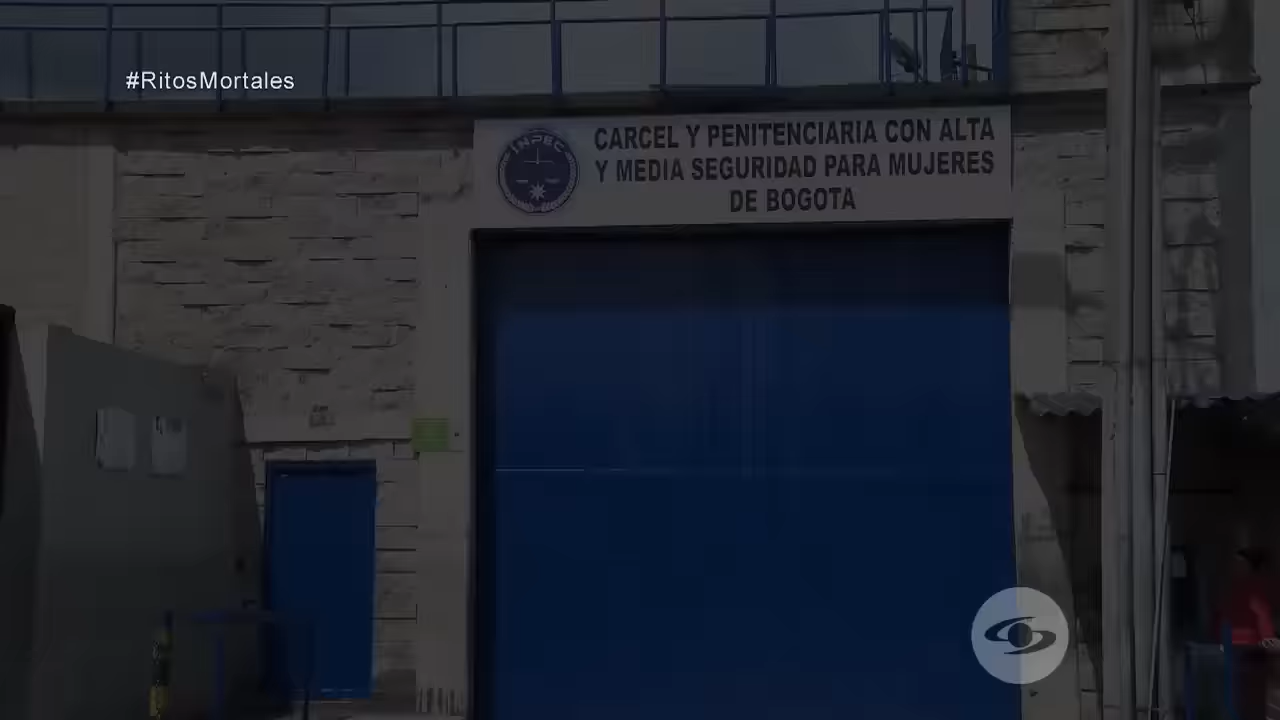 #RitosMortales
INPEC
CARCEL Y PENITENCIARIA CON ALTA
Y MEDIA SEGURIDAD PARA MUJERES
DE BOGOTA